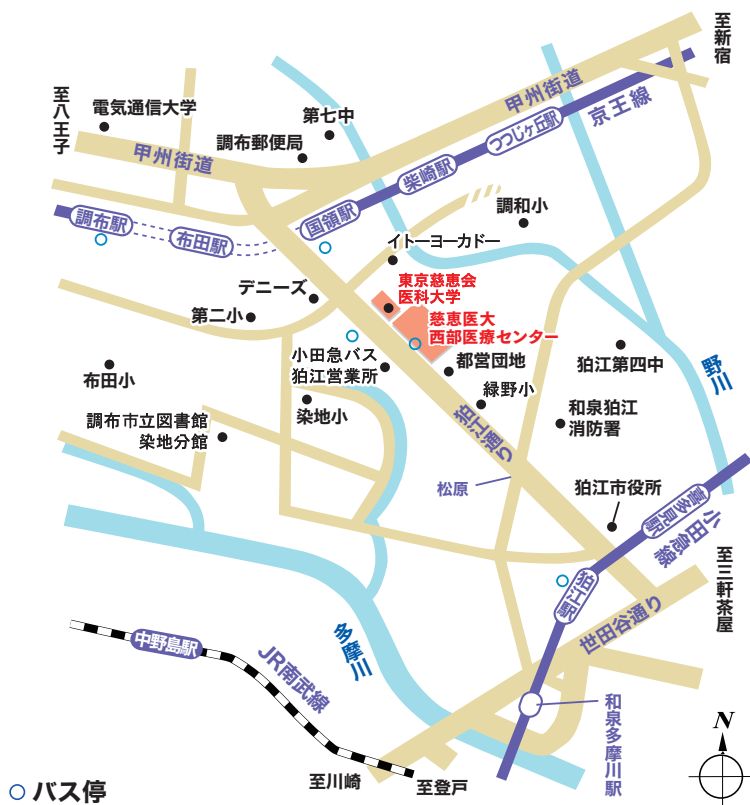 至新宿
至八王子
電気通信大学
第七中
調布郵便局
甲州街道
甲州街道
京王線
つつじヶ丘駅
柴崎駅
国領駅
調布駅
布田駅
調和小
イトーヨーカドー
デニーズ
第二小
東京慈恵会
医科大学
慈恵医大
西部医療センター
小田急バス
狛江営業所
都営団地
緑野小
布田小
染地小
調布市立図書館
染地分館
狛江第四中
野川
和泉狛江
消防署
狛江通り
松原
狛江市役所
喜多見駅
小田急線
至三軒茶屋
狛江駅
世田谷通り
中野島駅
JR南武線
多摩川
和泉多摩川駅
至川崎
至登戸
N
バス停